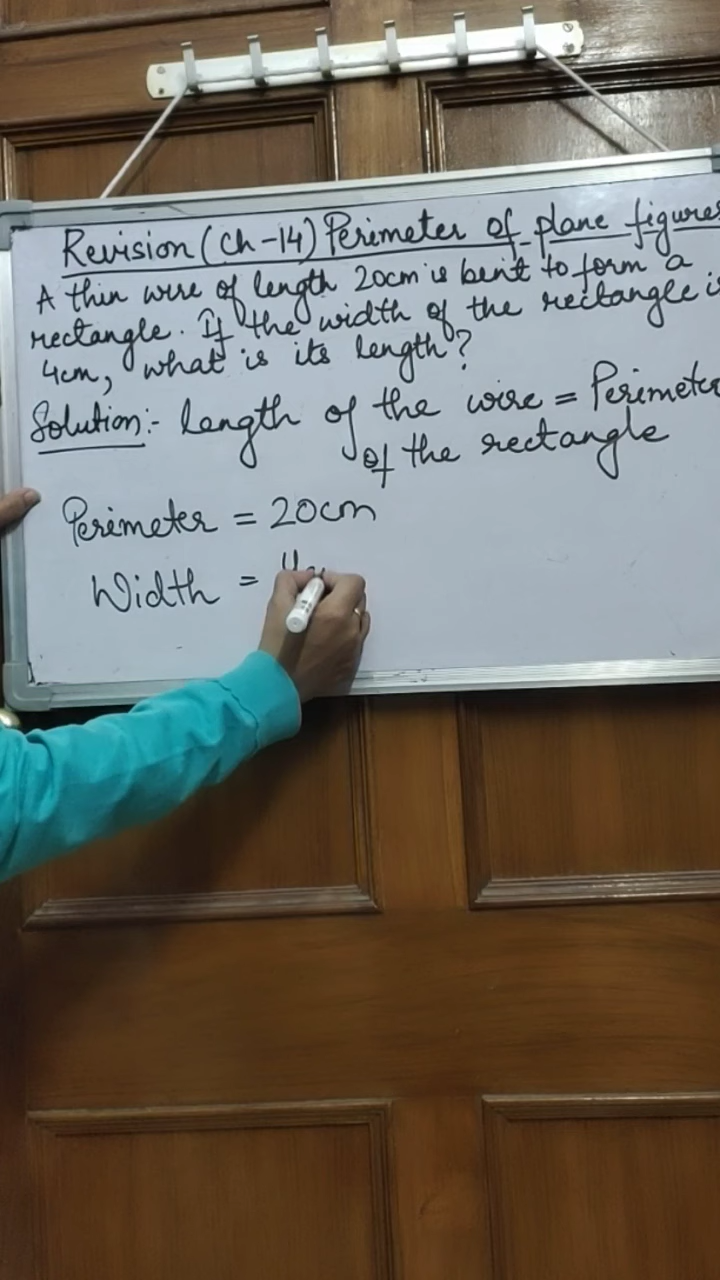 Revision (Ch-14) Perimeter of plane figures
A thin wire of length 20cm is bent to form a
rectangle. If the width of the rectangle is
4cm, what is its length?
Solution:- length of the wire = Perimeter
of the rectangle
Perimeter = 20cm
Width = 4c